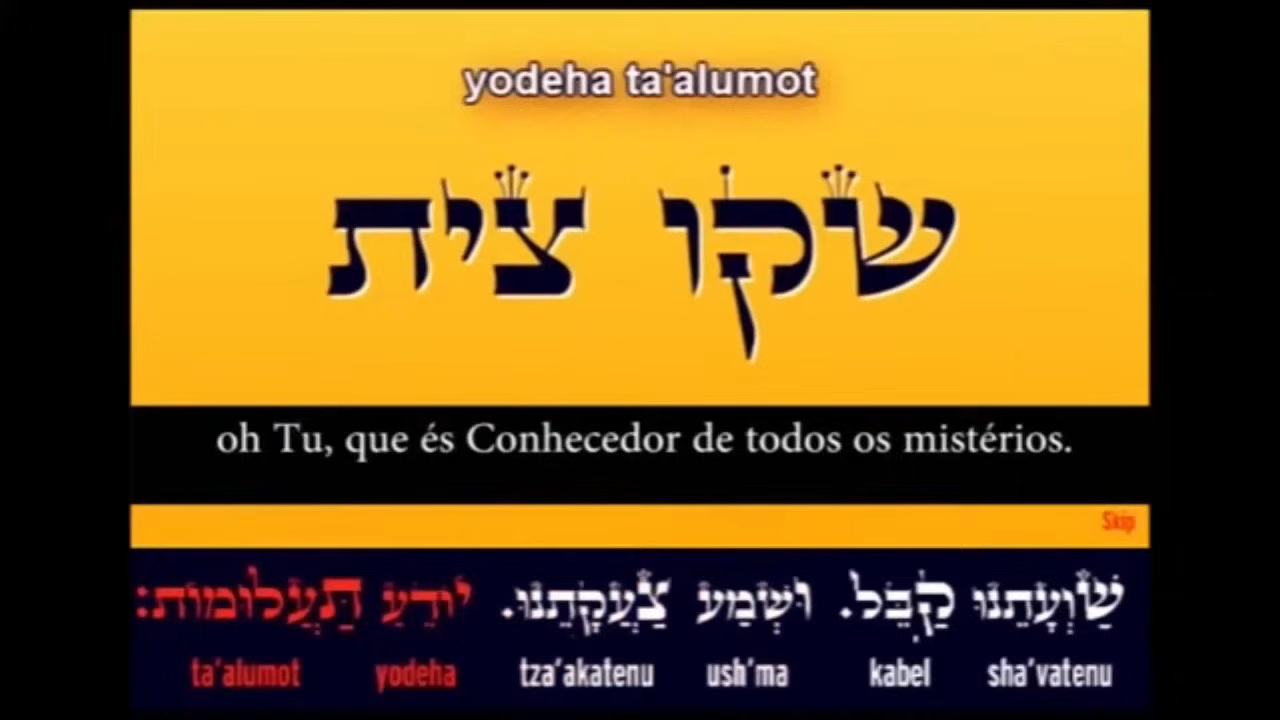 yodeha ta'alumot
שקו צית
oh Tu, que és Conhecedor de todos os mistérios.
Skip
שַׁוְעָתֵנוּ קַבֵּל. וּשְׁמַע צַעֲקָתֵנוּ. יוֹדֵעַ תַּעֲלוּמוֹת:
ta'alumot yodeha tza'akatenu ush'ma kabel sha'vatenu